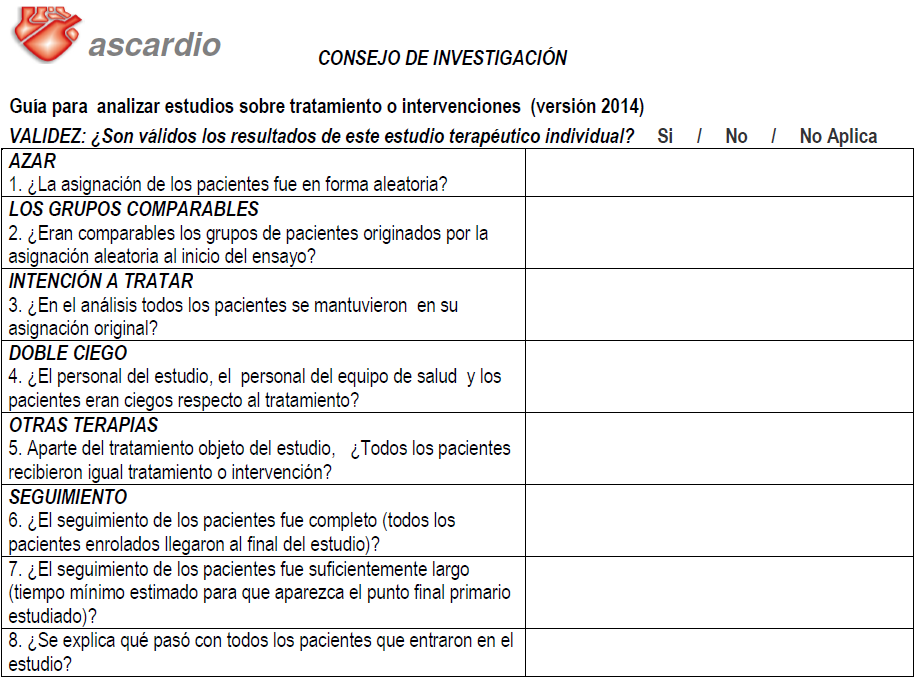 ascardio
CONSEJO DE INVESTIGACIÓN
Guía para analizar estudios sobre tratamiento o intervenciones (versión 2014)
VALIDEZ: ¿Son válidos los resultados de este estudio terapéutico individual? Si / No / No Aplica
AZAR
1. ¿La asignación de los pacientes fue en forma aleatoria?
LOS GRUPOS COMPARABLES
2. ¿Eran comparables los grupos de pacientes originados por la
asignación aleatoria al inicio del ensayo?
INTENCIÓN A TRATAR
3. ¿En el análisis todos los pacientes se mantuvieron en su
asignación original?
DOBLE CIEGO
4. ¿El personal del estudio, el personal del equipo de salud y los
pacientes eran ciegos respecto al tratamiento?
OTRAS TERAPIAS
5. Aparte del tratamiento objeto del estudio, ¿Todos los pacientes
recibieron igual tratamiento o intervención?
SEGUIMIENTO
6. ¿El seguimiento de los pacientes fue completo (todos los
pacientes enrolados llegaron al final del estudio)?
7. ¿El seguimiento de los pacientes fue suficientemente largo
(tiempo mínimo estimado para que aparezca el punto final primario
estudiado)?
8. ¿Se explica qué pasó con todos los pacientes que entraron en el
estudio?